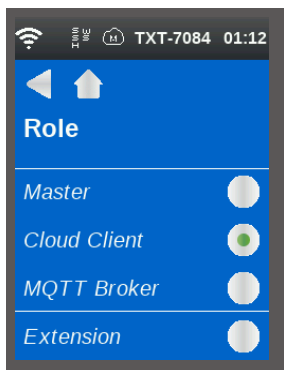 TXT-7084 01:12
Role
Master
Cloud Client
MQTT Broker
Extension